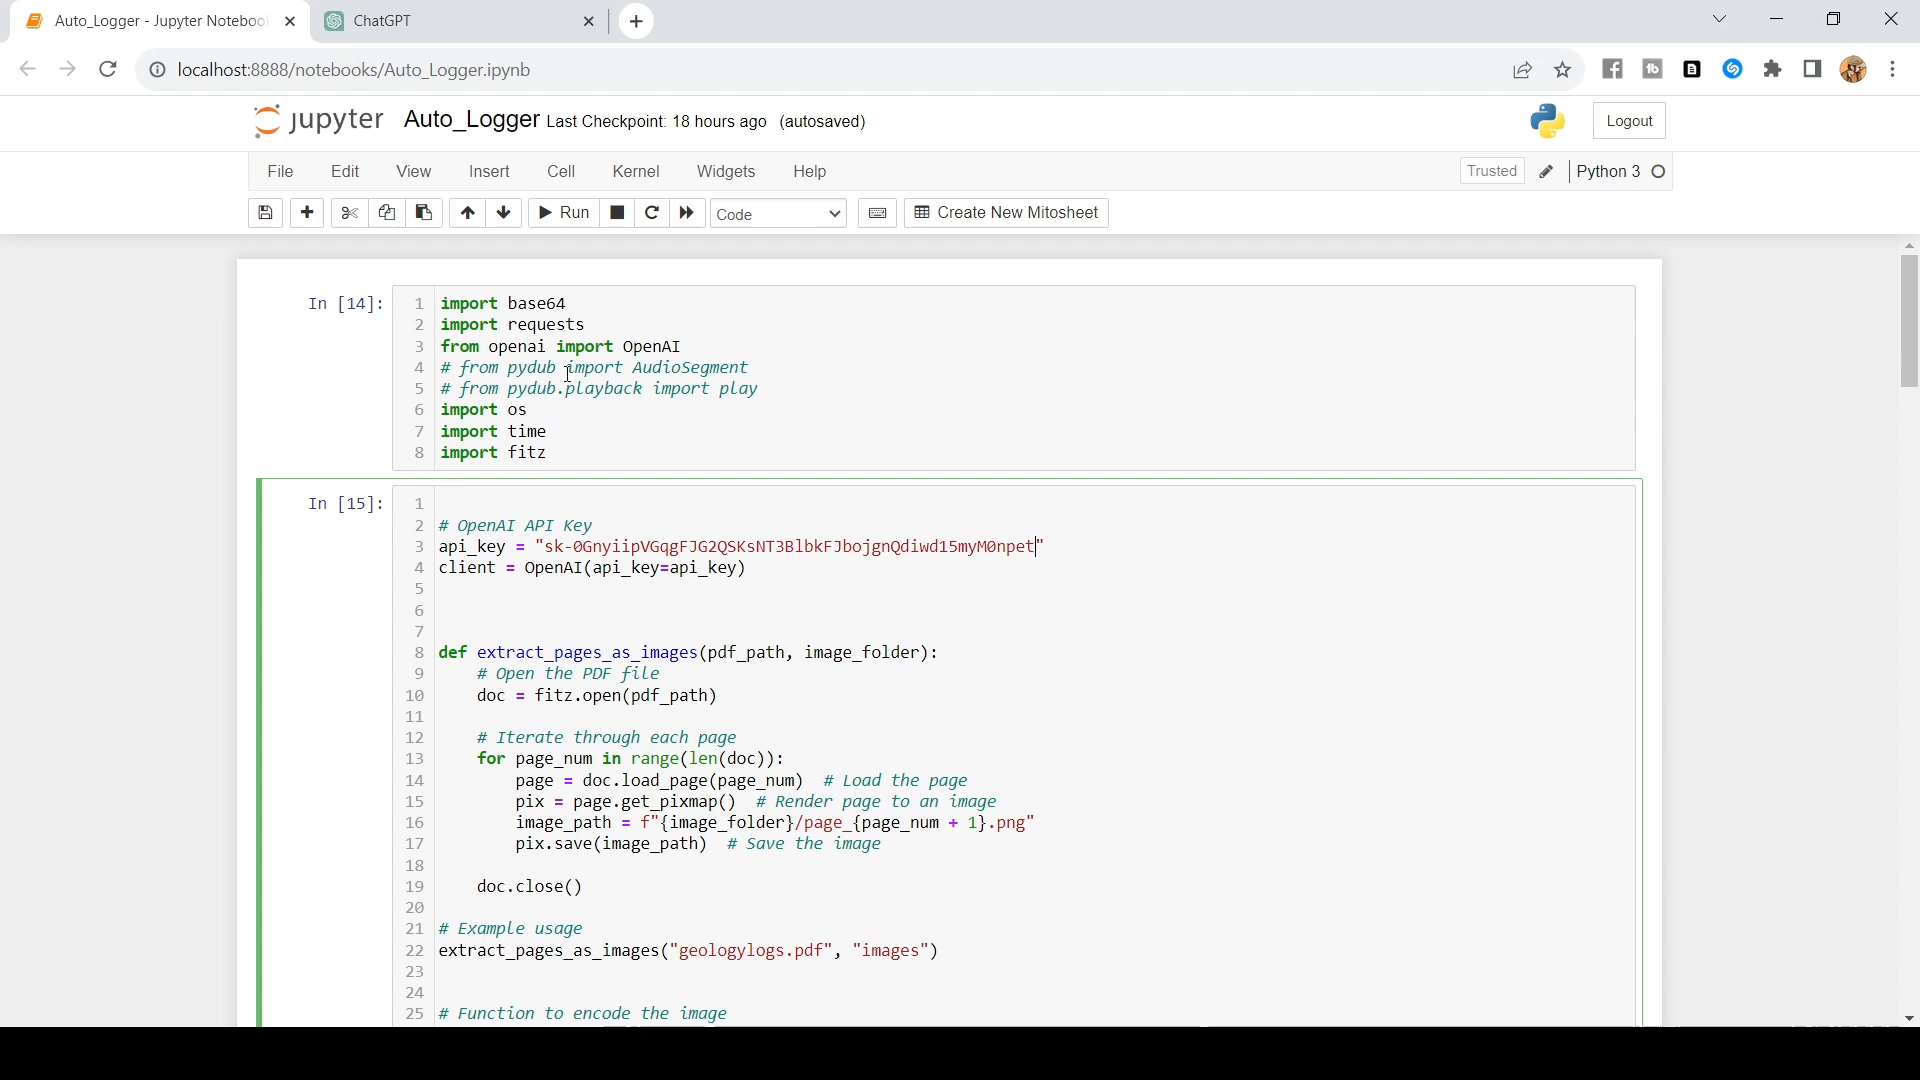 Auto_Logger - Jupyter Noteboo
ChatGPT
localhost:8888/notebooks/Auto_Logger.ipynb
jupyter Auto_Logger Last Checkpoint: 18 hours ago (autosaved)
Logout
File Edit View Insert Cell Kernel Widgets Help
Trusted Python 3
Run Code Create New Mitosheet
In [14]:
1 import base64
2 import requests
3 from openai import OpenAI
4 # from pydub import AudioSegment
5 # from pydub.playback import play
6 import os
7 import time
8 import fitz
In [15]:
1
2 # OpenAI API Key
3 api_key = "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"
4 client = OpenAI(api_key=api_key)
5
6
7
8 def extract_pages_as_images(pdf_path, image_folder):
9     # Open the PDF file
10     doc = fitz.open(pdf_path)
11
12     # Iterate through each page
13     for page_num in range(len(doc)):
14         page = doc.load_page(page_num)  # Load the page
15         pix = page.get_pixmap()  # Render page to an image
16         image_path = f"{image_folder}/page_{page_num + 1}.png"
17         pix.save(image_path)  # Save the image
18
19     doc.close()
20
21 # Example usage
22 extract_pages_as_images("geologylogs.pdf", "images")
23
24
25 # Function to encode the image